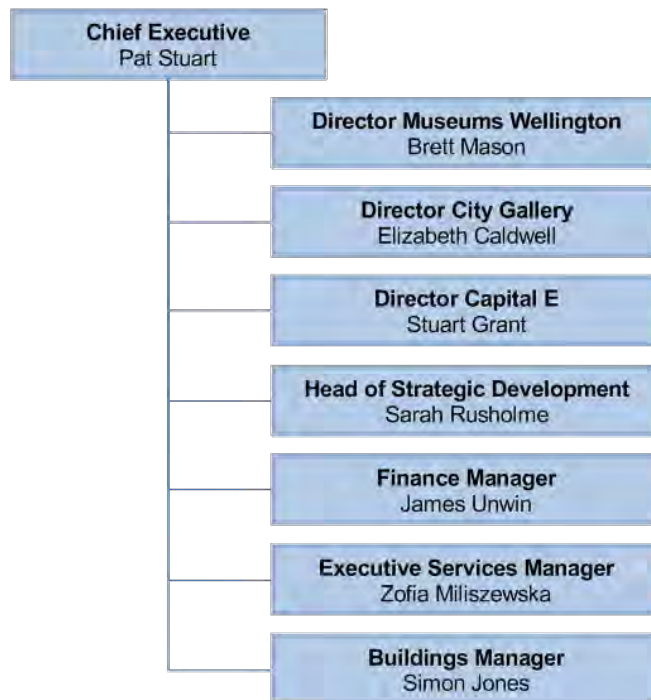 Chief Executive
Pat Stuart
Director Museums Wellington
Brett Mason
Director City Gallery
Elizabeth Caldwell
Director Capital E
Stuart Grant
Head of Strategic Development
Sarah Rusholme
Finance Manager
James Unwin
Executive Services Manager
Zofia Miliszewska
Buildings Manager
Simon Jones